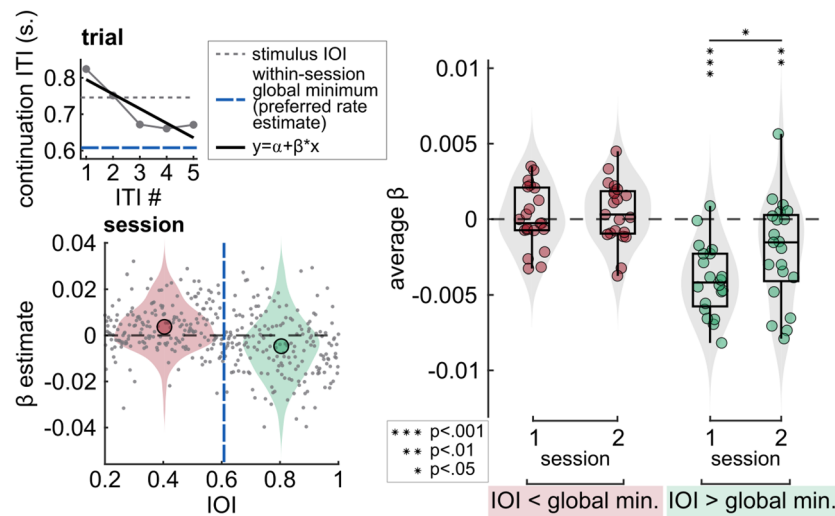 trial
continuation ITI (s.)
0.8
0.7
0.6
1 2 3 4 5
ITI #
stimulus IOI
within-session
global minimum
(preferred rate
estimate)
y=α+β*x
session
β estimate
0.04
0.02
0
-0.02
-0.04
0.2 0.4 0.6 0.8 1
IOI
average β
0.01
0.005
0
-0.005
-0.01
*
***
**
*** p<.001
** p<.01
* p<.05
1 2 1 2
session session
IOI < global min. IOI > global min.